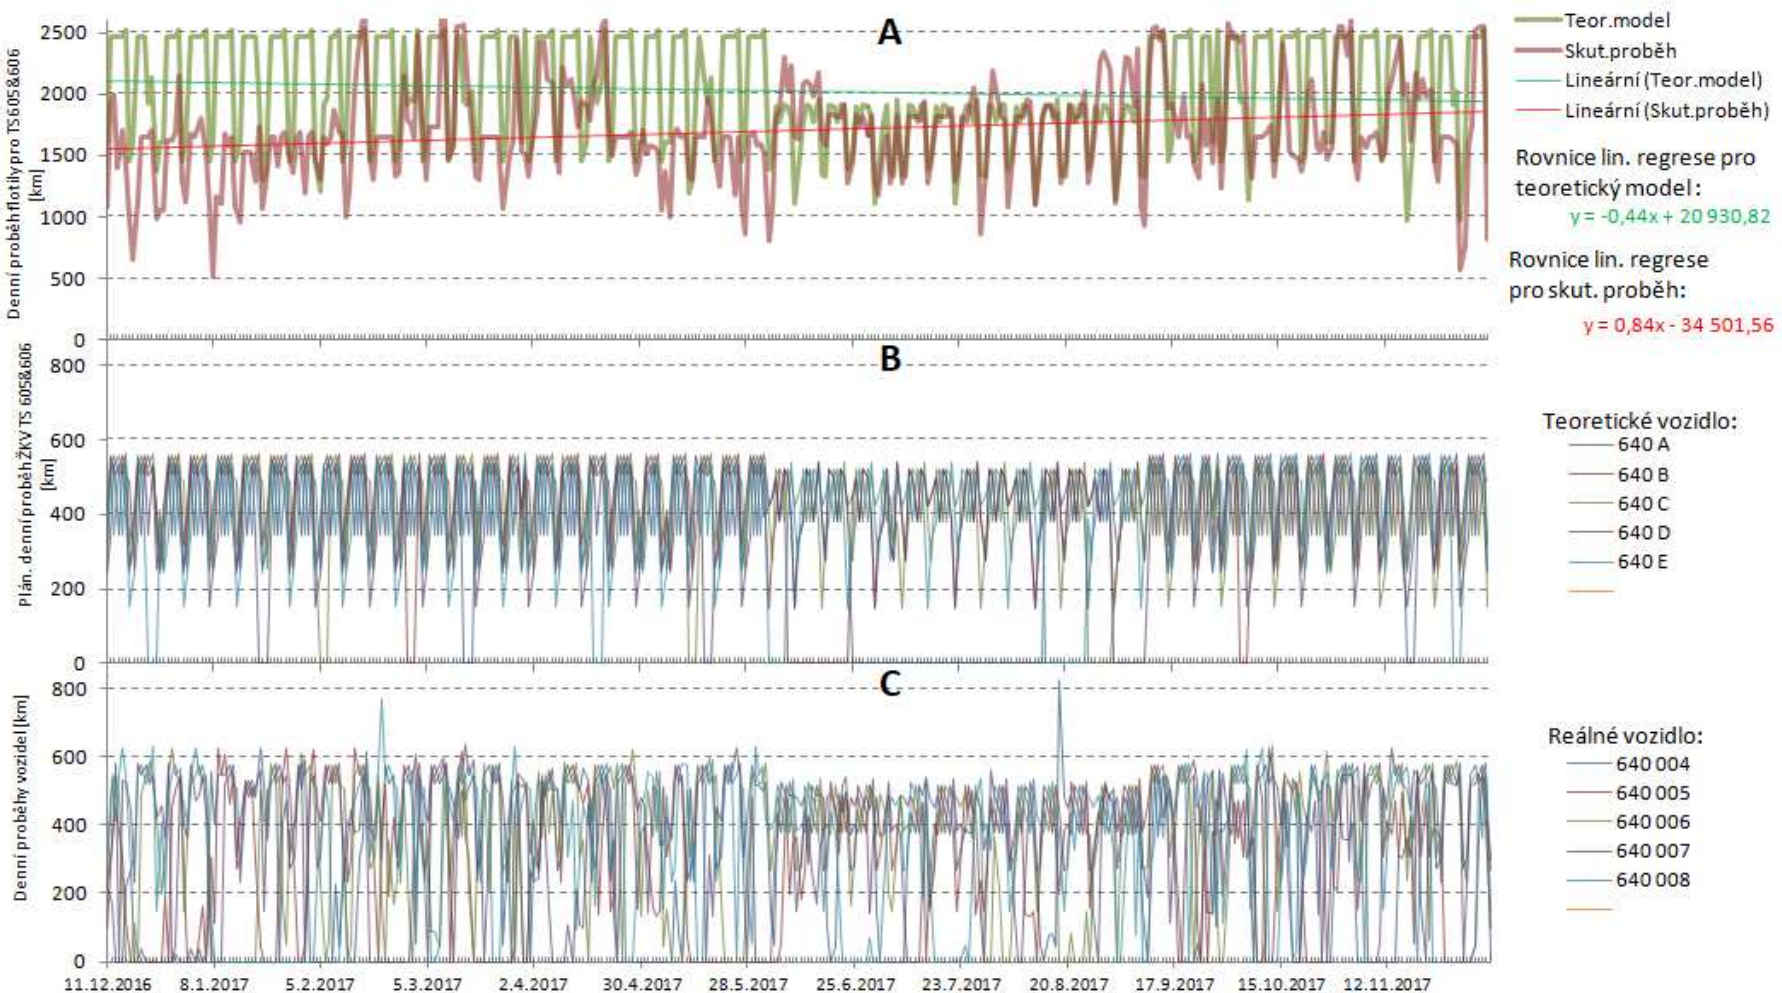 A
Denní proběh flotily pro TS 605&606
[km]
2500
2000
1500
1000
500
0
Teor.model
Skut.proběh
Lineární (Teor.model)
Lineární (Skut.proběh)
Rovnice lin. regrese pro
teoretický model :
y = -0,44x + 20 930,82
Rovnice lin. regrese
pro skut. proběh:
y = 0,84x - 34 501,56
B
Plán. denní proběh ŽKV TS 605&606
[km]
800
600
400
200
0
Teoretické vozidlo:
640 A
640 B
640 C
640 D
640 E
C
Denní proběhy vozidel [km]
800
600
400
200
0
Reálné vozidlo:
640 004
640 005
640 006
640 007
640 008
11.12.2016 8.1.2017 5.2.2017 5.3.2017 2.4.2017 30.4.2017 28.5.2017 25.6.2017 23.7.2017 20.8.2017 17.9.2017 15.10.2017 12.11.2017